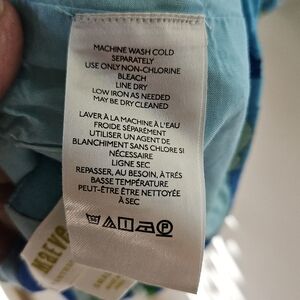 MACHINE WASH COLD
SEPARATELY
USE ONLY NON-CHLORINE
BLEACH
LINE DRY
LOW IRON AS NEEDED
MAY BE DRY CLEANED
LAVER À LA MACHINE À L'EAU
FROIDE SÉPARÉMENT
UTILISER UN AGENT DE
BLANCHIMENT SANS CHLORE SI
NÉCESSAIRE
LIGNE SEC
REPASSER, AU BESOIN, À TRÉS
BASSE TEMPÉRATURE
PEUT-ÊTRE ÊTRE NETTOYÉE
À SEC